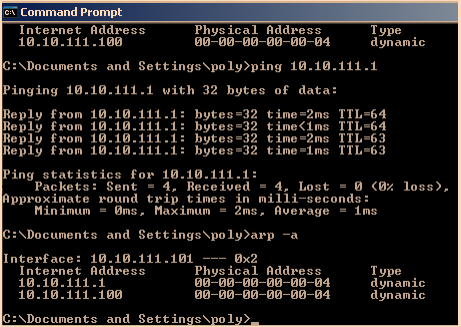 Command Prompt
Internet Address Physical Address Type
10.10.111.100 00-00-00-00-00-04 dynamic
C:\Documents and Settings\poly>ping 10.10.111.1
Pinging 10.10.111.1 with 32 bytes of data:
Reply from 10.10.111.1: bytes=32 time=2ms TTL=64
Reply from 10.10.111.1: bytes=32 time<1ms TTL=64
Reply from 10.10.111.1: bytes=32 time=2ms TTL=63
Reply from 10.10.111.1: bytes=32 time=1ms TTL=63
Ping statistics for 10.10.111.1:
Packets: Sent = 4, Received = 4, Lost = 0 (0% loss),
Approximate round trip times in milli-seconds:
Minimum = 0ms, Maximum = 2ms, Average = 1ms
C:\Documents and Settings\poly>arp -a
Interface: 10.10.111.101 --- 0x2
Internet Address Physical Address Type
10.10.111.1 00-00-00-00-00-04 dynamic
10.10.111.100 00-00-00-00-00-04 dynamic
C:\Documents and Settings\poly>_